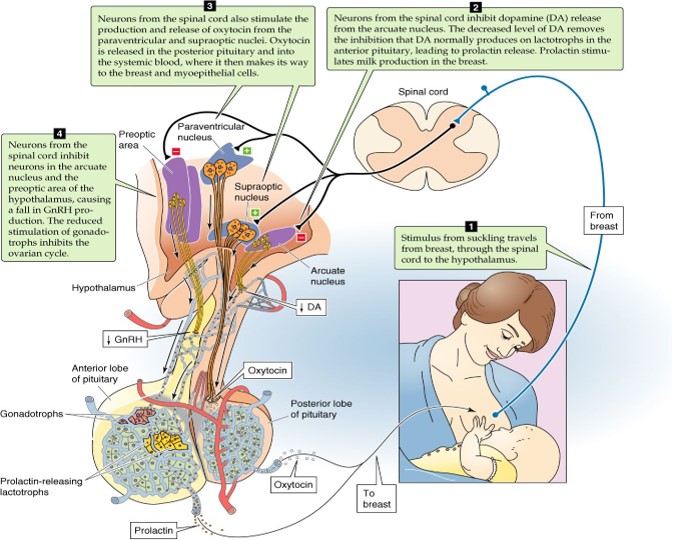 3
Neurons from the spinal cord also stimulate the
production and release of oxytocin from the
paraventricular and supraoptic nuclei. Oxytocin
is released in the posterior pituitary and into
the systemic blood, where it then makes its way
to the breast and myoepithelial cells.
2
Neurons from the spinal cord inhibit dopamine (DA) release
from the arcuate nucleus. The decreased level of DA removes
the inhibition that DA normally produces on lactotrophs in the
anterior pituitary, leading to prolactin release. Prolactin stimu-
lates milk production in the breast.
Spinal cord
4
Neurons from the
spinal cord inhibit
neurons in the arcuate
nucleus and the
preoptic area of the
hypothalamus, causing
a fall in GnRH pro-
duction. The reduced
stimulation of gonado-
trophs inhibits the
ovarian cycle.
Preoptic
area
Paraventricular
nucleus
–
+
Supraoptic
nucleus
+
–
From
breast
1
Stimulus from suckling travels
from breast, through the spinal
cord to the hypothalamus.
Arcuate
nucleus
Hypothalamus
↓ DA
↓ GnRH
Anterior lobe
of pituitary
Oxytocin
Posterior lobe
of pituitary
Gonadotrophs
Prolactin-releasing
lactotrophs
Oxytocin
To
breast
Prolactin